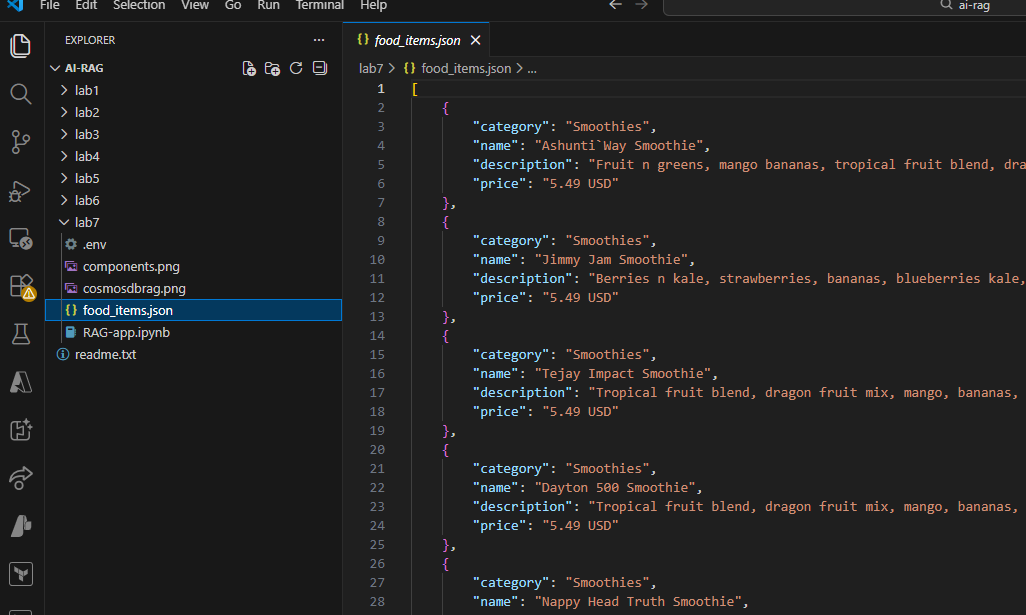 File Edit Selection View Go Run Terminal Help
ai-rag
EXPLORER
AI-RAG
lab1
lab2
lab3
lab4
lab5
lab6
lab7
.env
components.png
cosmosdbrag.png
{} food_items.json
RAG-app.ipynb
readme.txt
{} food_items.json
lab7 > {} food_items.json > ...
1 [
2 {
3 "category": "Smoothies",
4 "name": "Ashunti`Way Smoothie",
5 "description": "Fruit n greens, mango bananas, tropical fruit blend, dra
6 "price": "5.49 USD"
7 },
8 {
9 "category": "Smoothies",
10 "name": "Jimmy Jam Smoothie",
11 "description": "Berries n kale, strawberries, bananas, blueberries kale,
12 "price": "5.49 USD"
13 },
14 {
15 "category": "Smoothies",
16 "name": "Tejay Impact Smoothie",
17 "description": "Tropical fruit blend, dragon fruit mix, mango, bananas,
18 "price": "5.49 USD"
19 },
20 {
21 "category": "Smoothies",
22 "name": "Dayton 500 Smoothie",
23 "description": "Tropical fruit blend, dragon fruit mix, mango, bananas,
24 "price": "5.49 USD"
25 },
26 {
27 "category": "Smoothies",
28 "name": "Nappy Head Truth Smoothie",